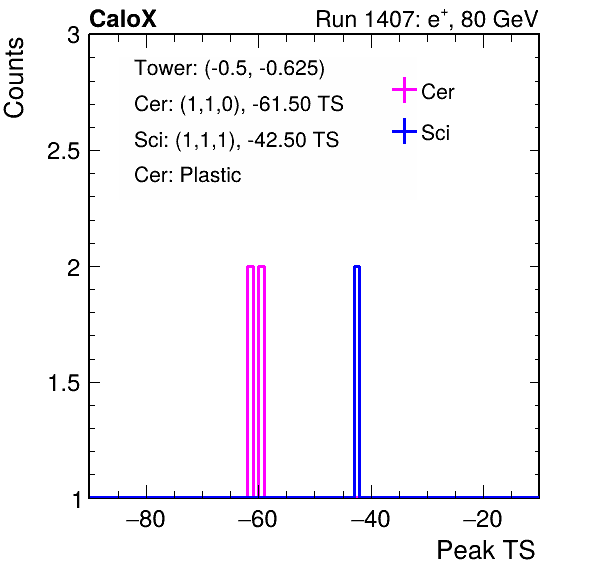 CaloX Run 1407: e⁺, 80 GeV
Counts
3
2.5
2
1.5
1
Tower: (-0.5, -0.625)
Cer: (1,1,0), -61.50 TS
Sci: (1,1,1), -42.50 TS
Cer: Plastic
Cer
Sci
−80 −60 −40 −20
Peak TS